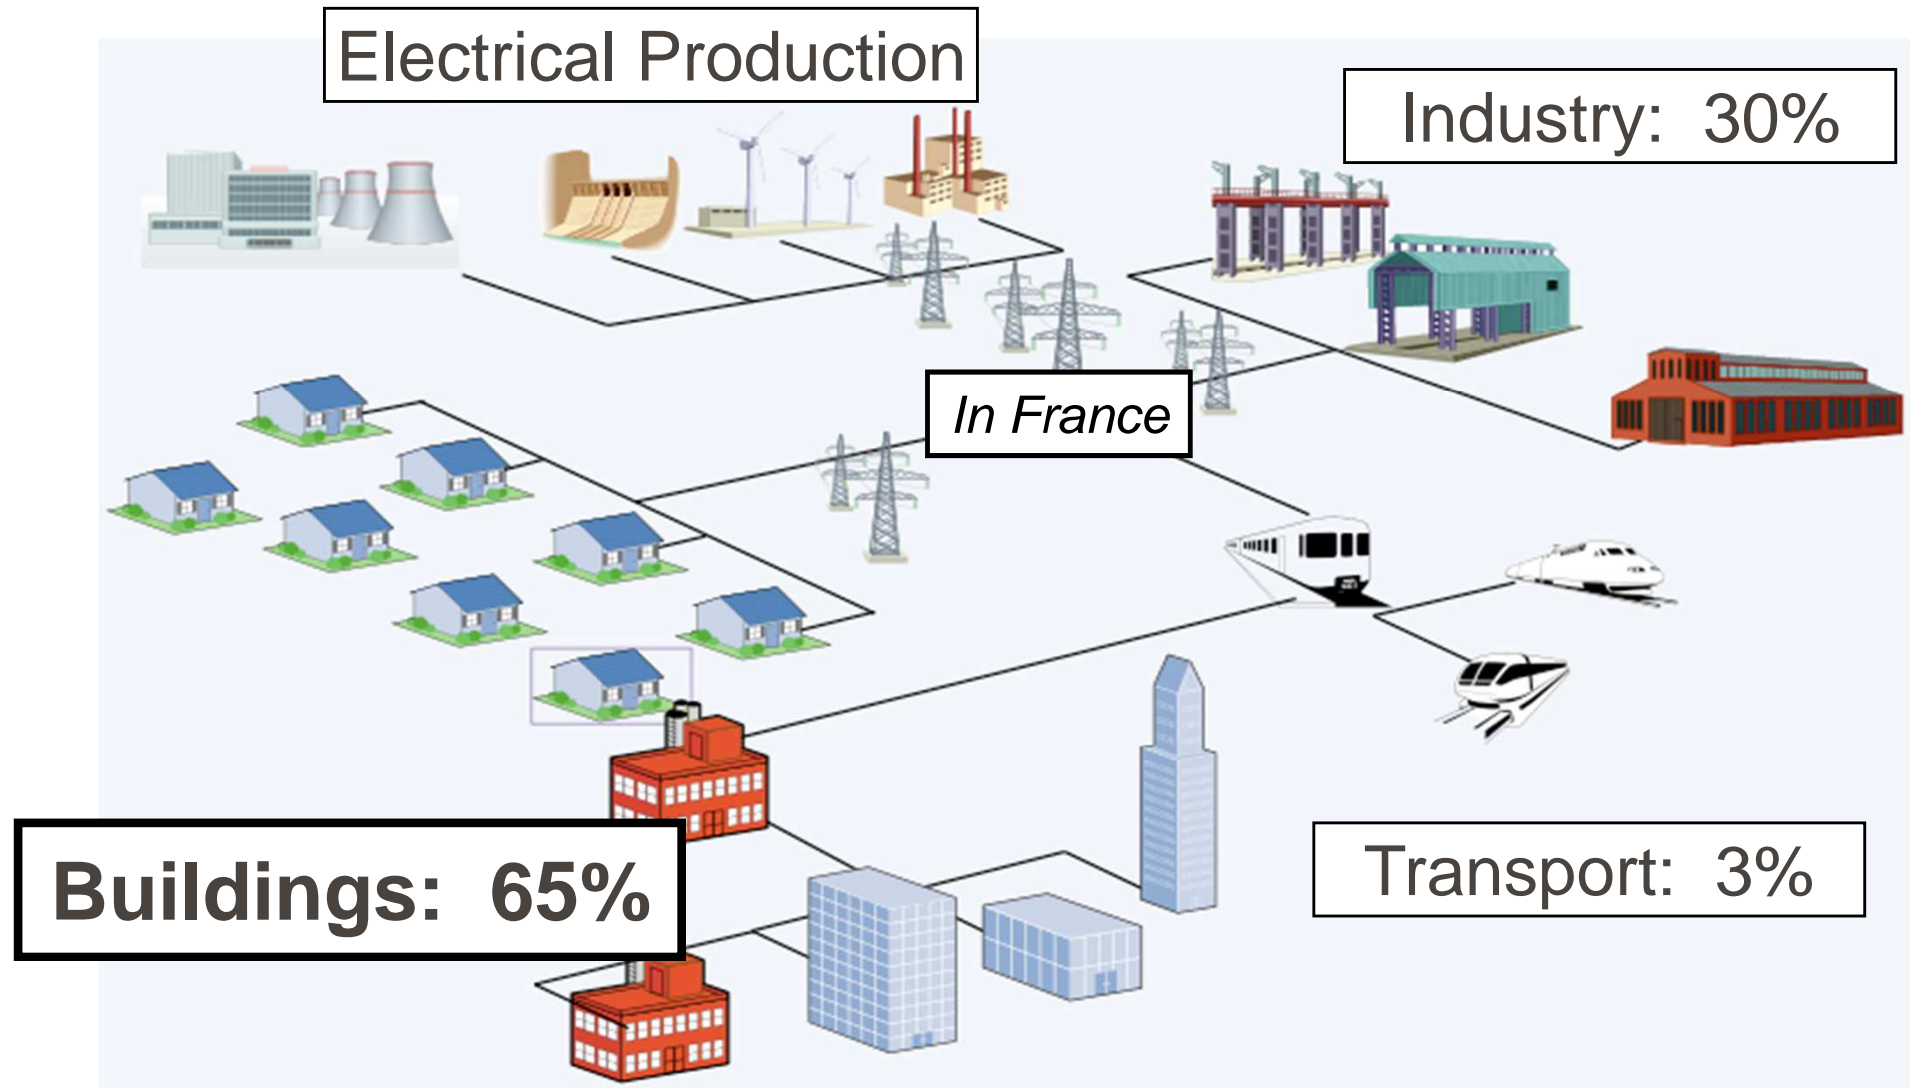 Electrical Production
Industry: 30%
In France
Buildings: 65%
Transport: 3%